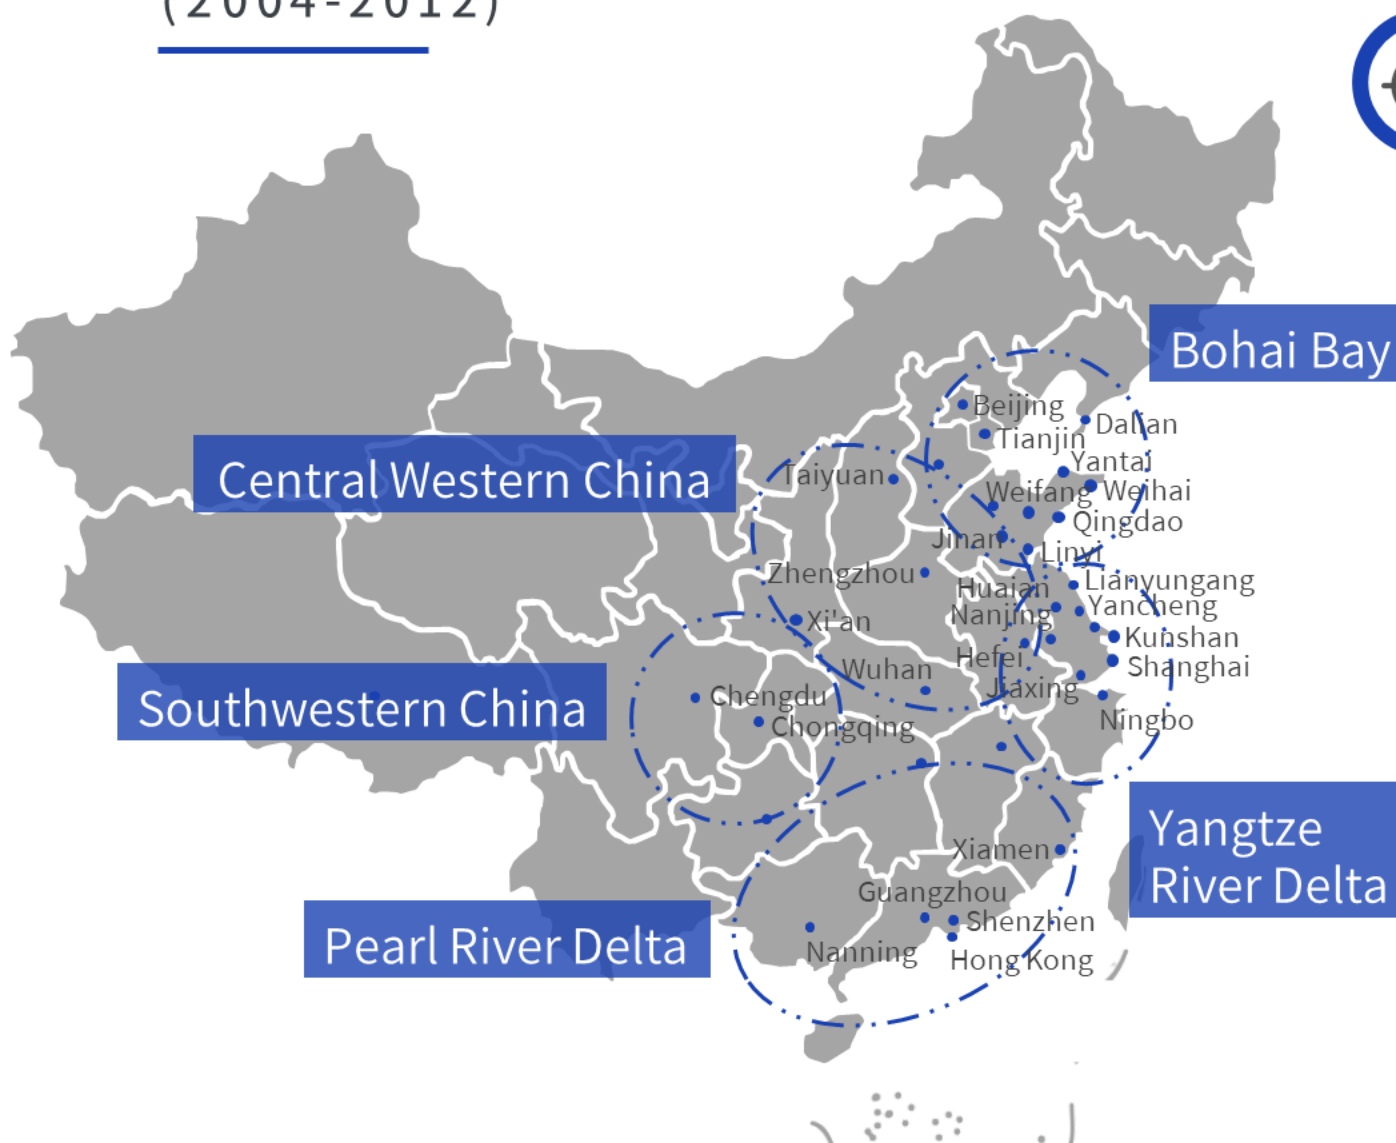 (2004-2012)
Bohai Bay
Beijing
Dalian
Tianjin
Yantai
Central Western China
Taiyuan
Weifang
Weihai
Qingdao
Jinan
Linyi
Zhengzhou
Huaian
Lianyungang
Yancheng
Nanjing
Xi'an
Kunshan
Hefei
Shanghai
Wuhan
Jiaxing
Southwestern China
Chengdu
Chongqing
Ningbo
Yangtze
River Delta
Xiamen
Guangzhou
Shenzhen
Pearl River Delta
Nanning
Hong Kong